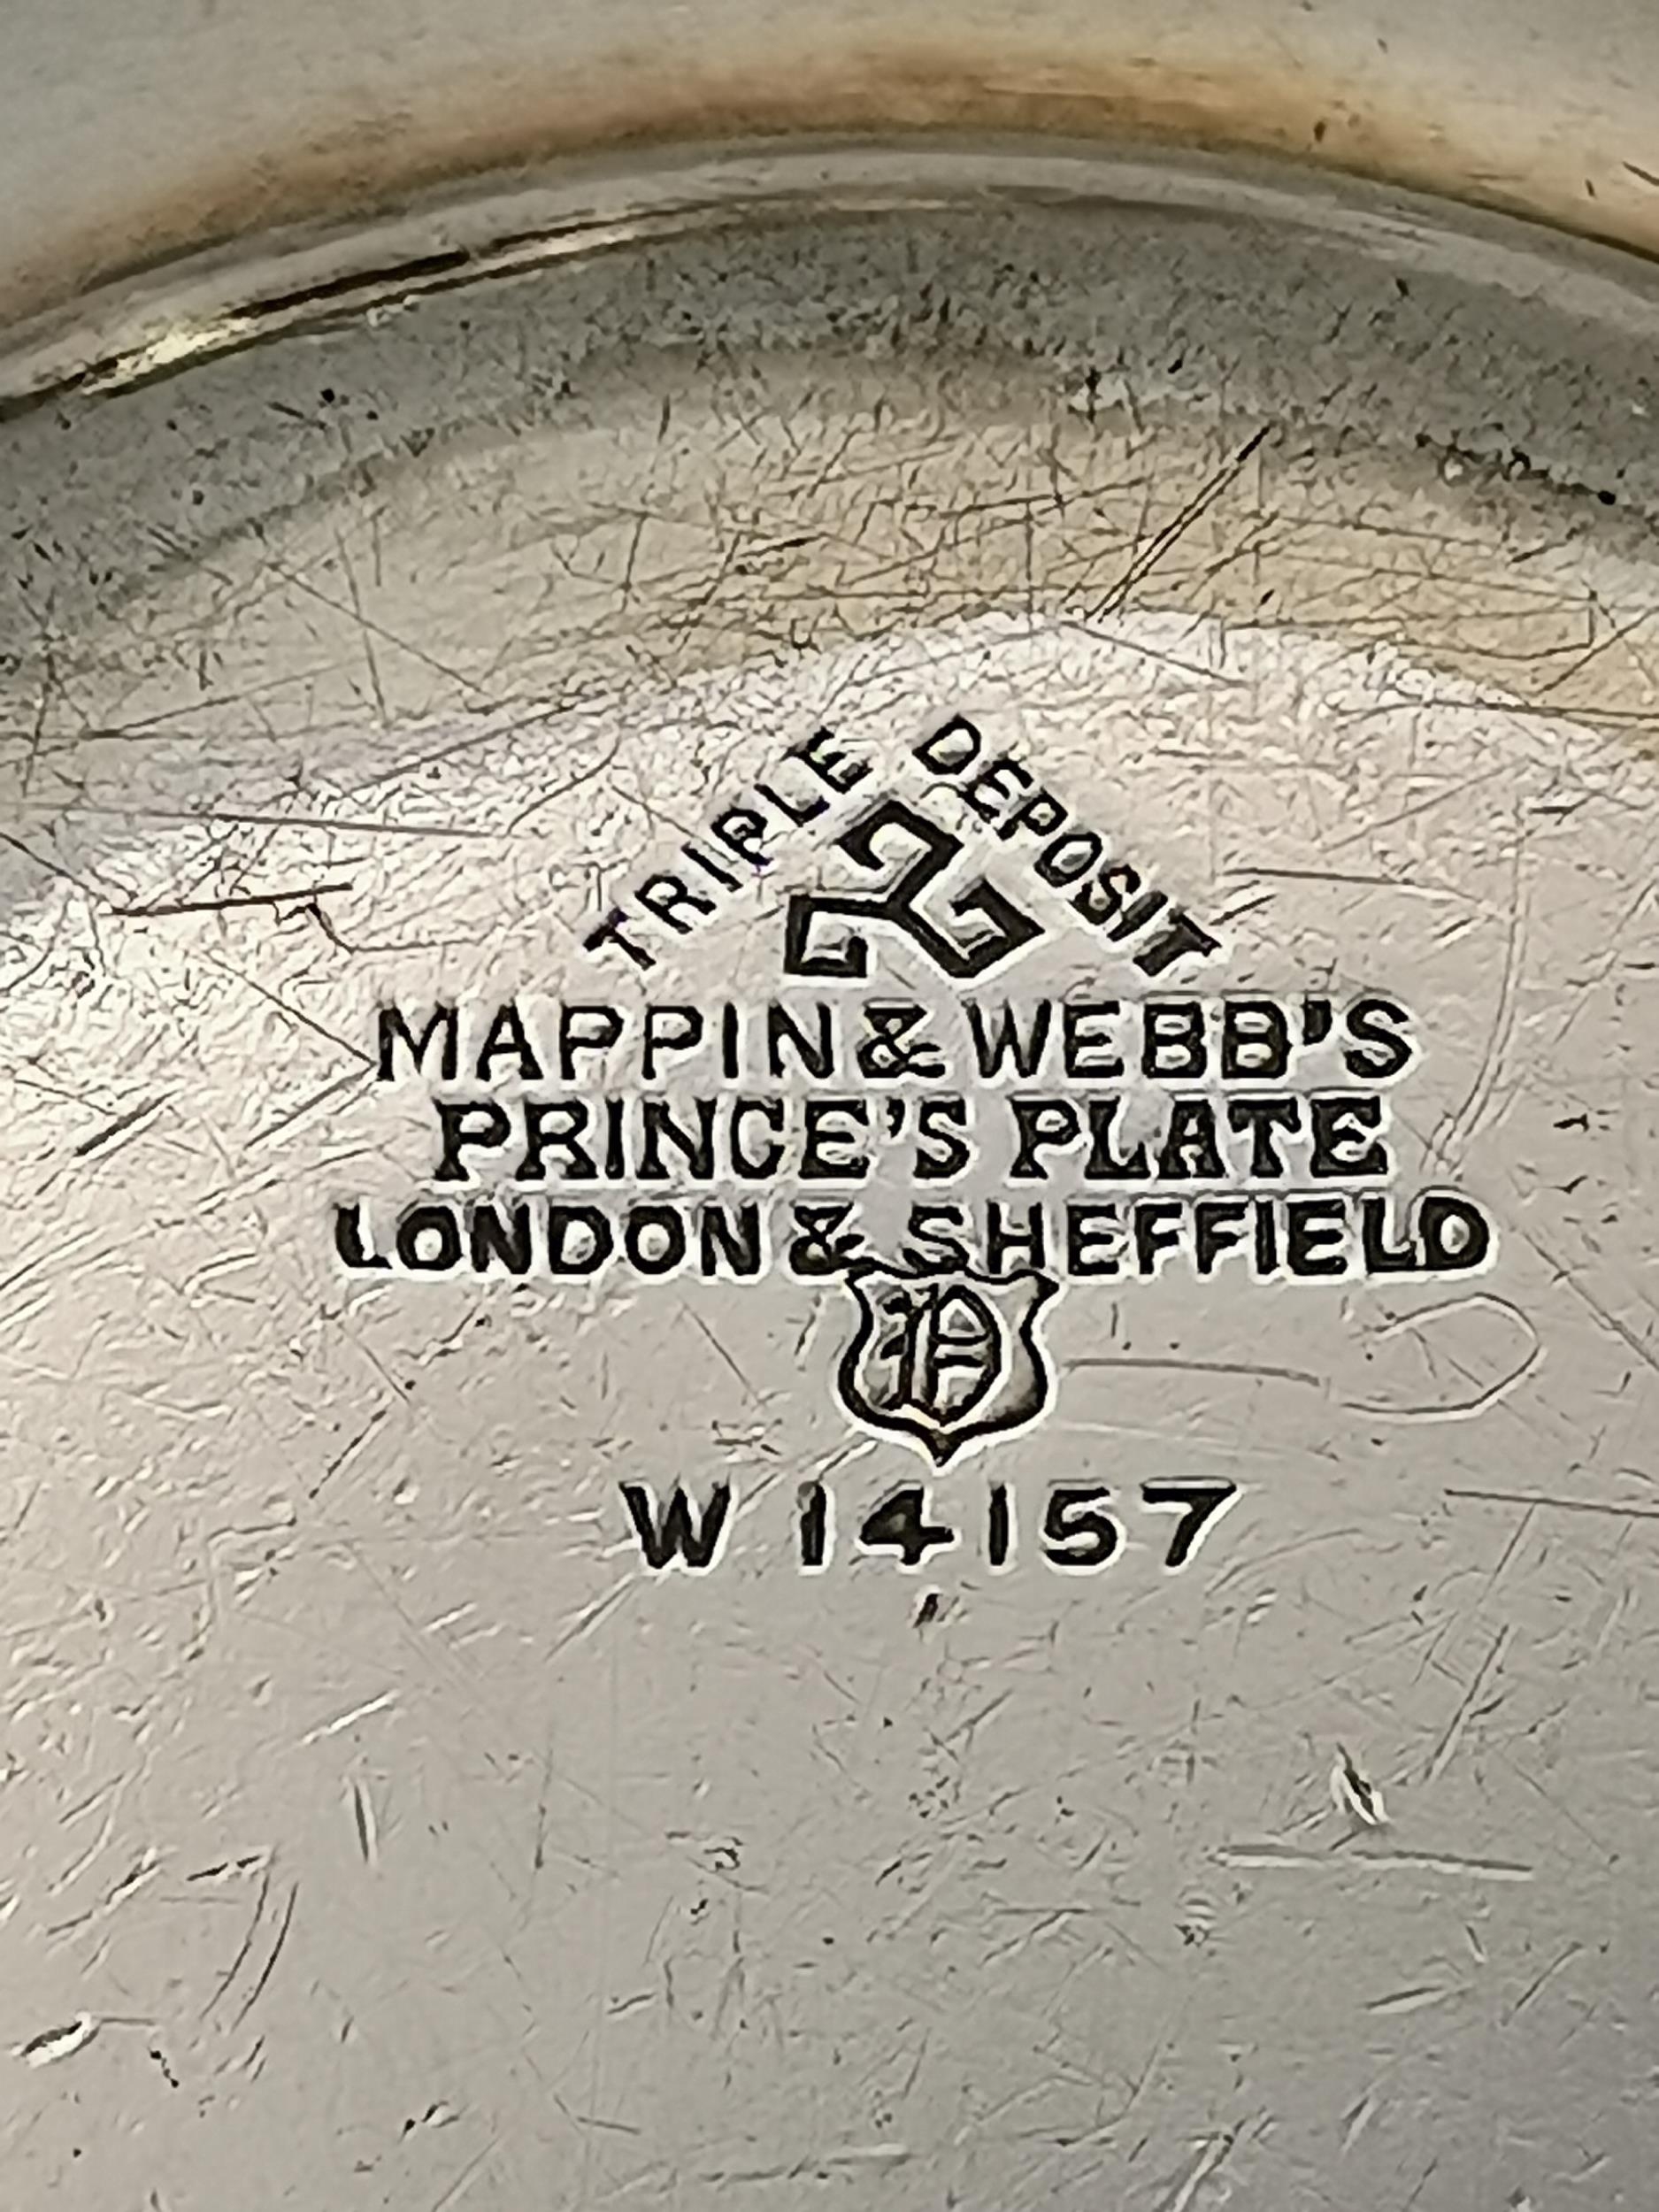 TRIPLE DEPOSIT
MAPPIN & WEBB'S
PRINCE'S PLATE
LONDON & SHEFFIELD
W 14157